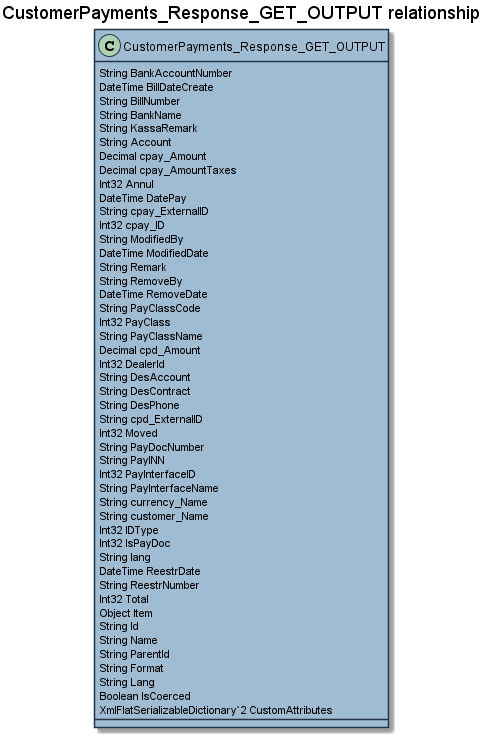 CustomerPayments_Response_GET_OUTPUT relationship
C CustomerPayments_Response_GET_OUTPUT
String BankAccountNumber
DateTime BillDateCreate
String BillNumber
String BankName
String KassaRemark
String Account
Decimal cpay_Amount
Decimal cpay_AmountTaxes
Int32 Annul
DateTime DatePay
String cpay_ExternalID
Int32 cpay_ID
String ModifiedBy
DateTime ModifiedDate
String Remark
String RemoveBy
DateTime RemoveDate
String PayClassCode
Int32 PayClass
String PayClassName
Decimal cpd_Amount
Int32 DealerId
String DesAccount
String DesContract
String DesPhone
String cpd_ExternalID
Int32 Moved
String PayDocNumber
String PayINN
Int32 PayInterfaceID
String PayInterfaceName
String currency_Name
String customer_Name
Int32 IDType
Int32 IsPayDoc
String lang
DateTime ReestrDate
String ReestrNumber
Int32 Total
Object Item
String Id
String Name
String ParentId
String Format
String Lang
Boolean IsCoerced
XmlFlatSerializableDictionary`2 CustomAttributes